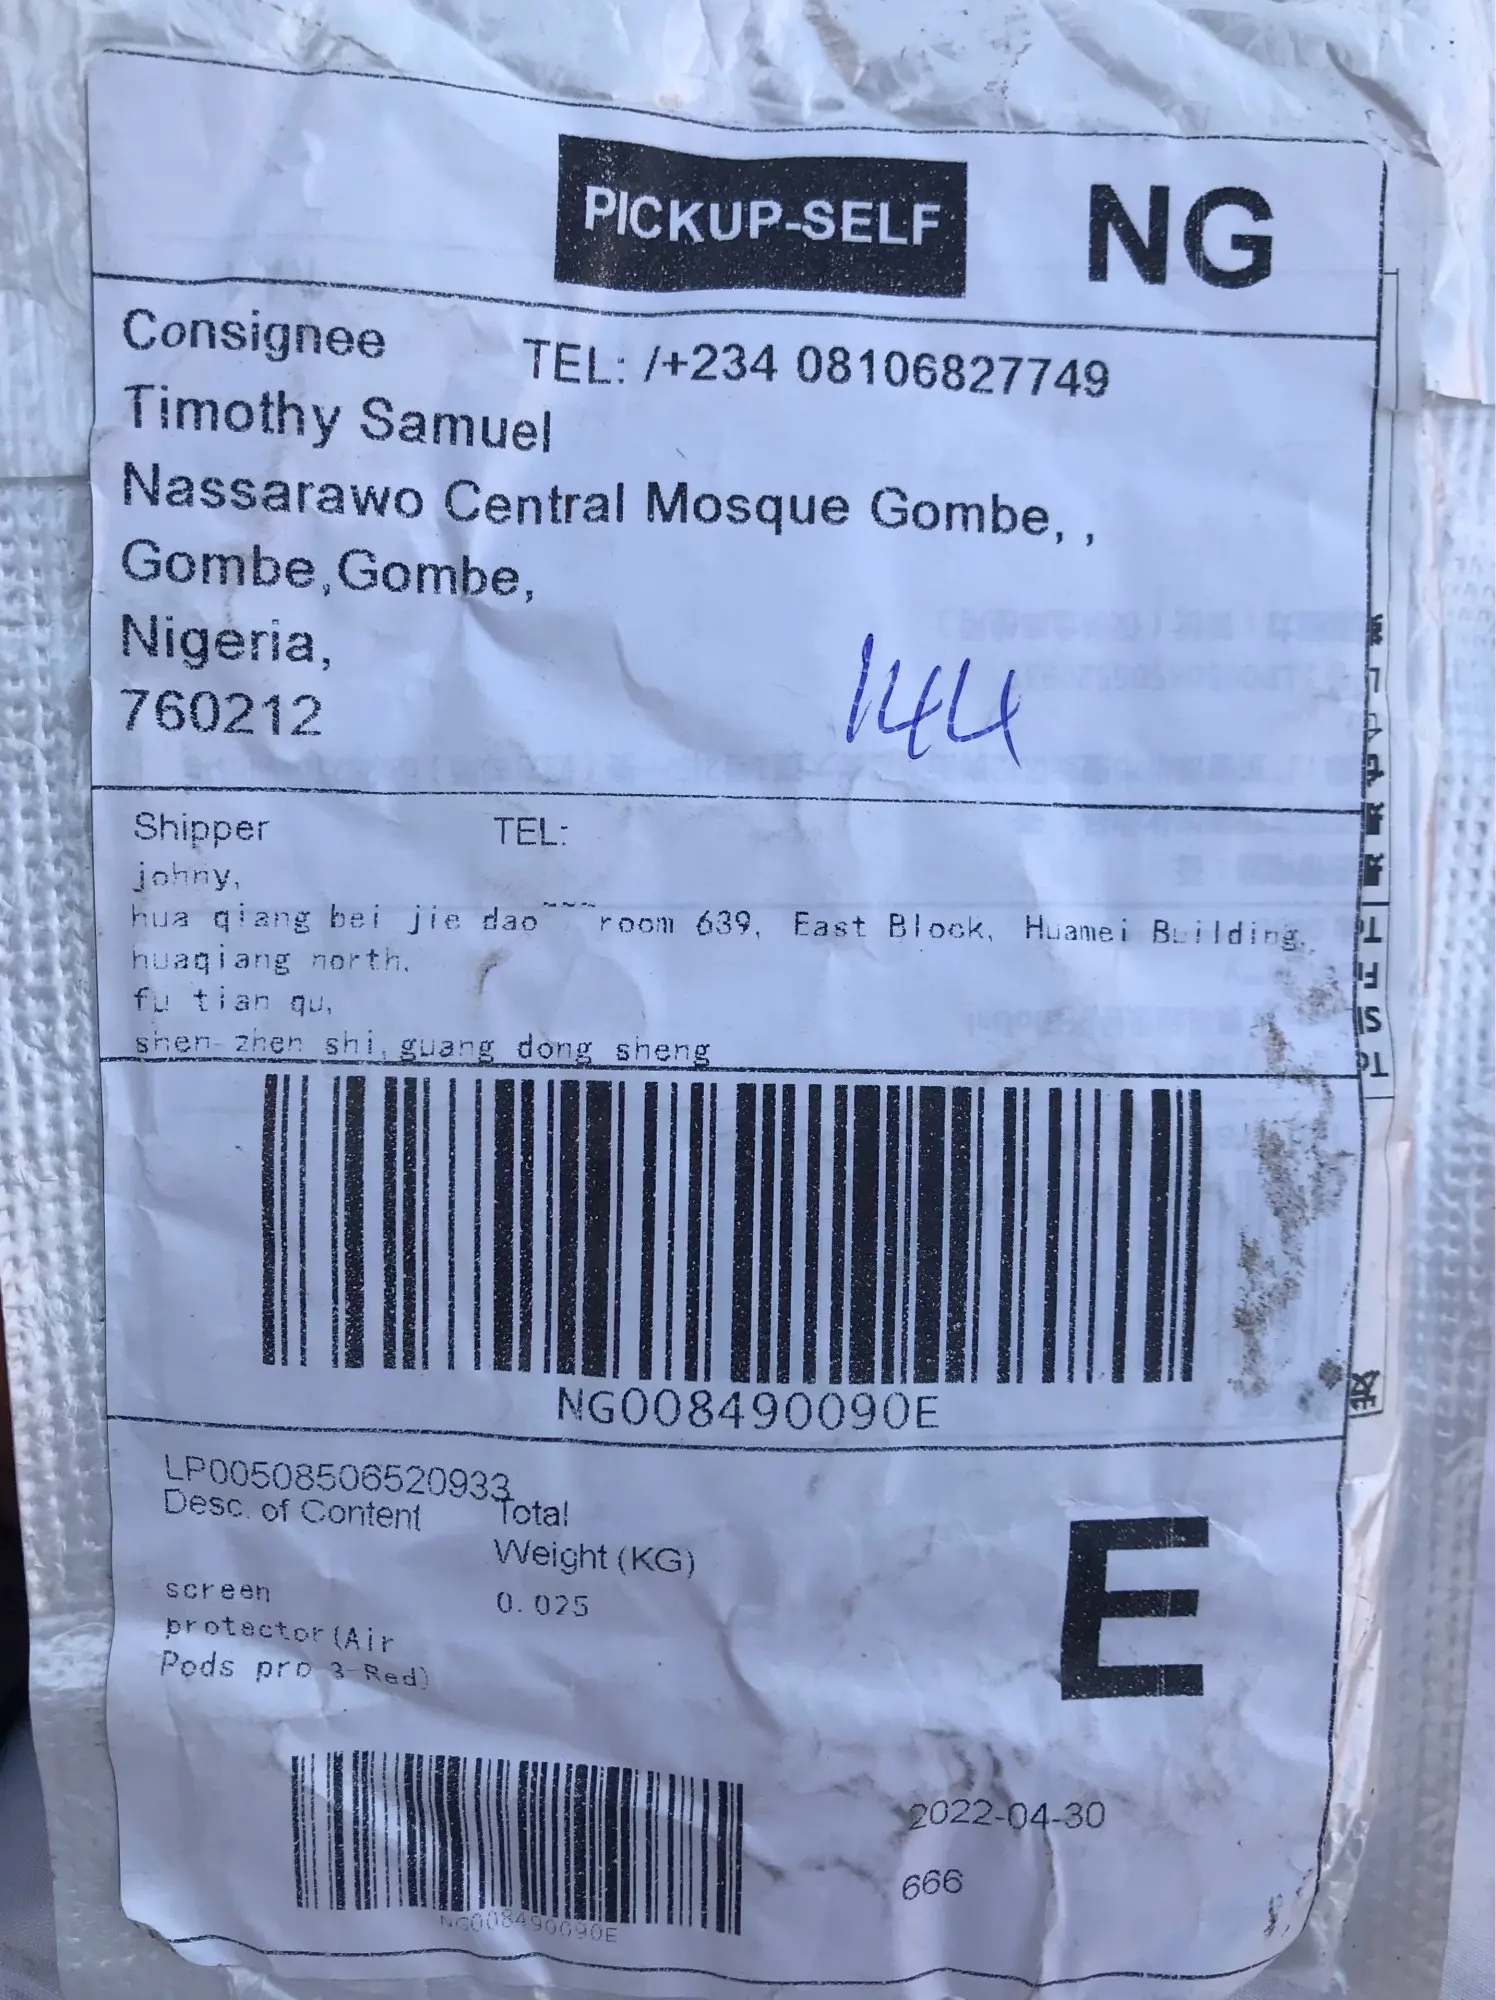 PICKUP-SELF NG
Consignee TEL: /+234 08106827749
Timothy Samuel
Nassarawo Central Mosque Gombe, ,
Gombe,Gombe,
Nigeria,
760212
144
Shipper TEL:
johny,
hua qiang bei jie dao~~~room 639, East Block, Huamei Building,
huaqiang north,
fu tian qu,
shen zhen shi,guang dong sheng
NG008490090E
LP00508506520933
Desc. of Content Total
Weight (KG)
screen 0.025
protector(Air
Pods pro 3-Red)
E
2022-04-30
666
NG008490090E